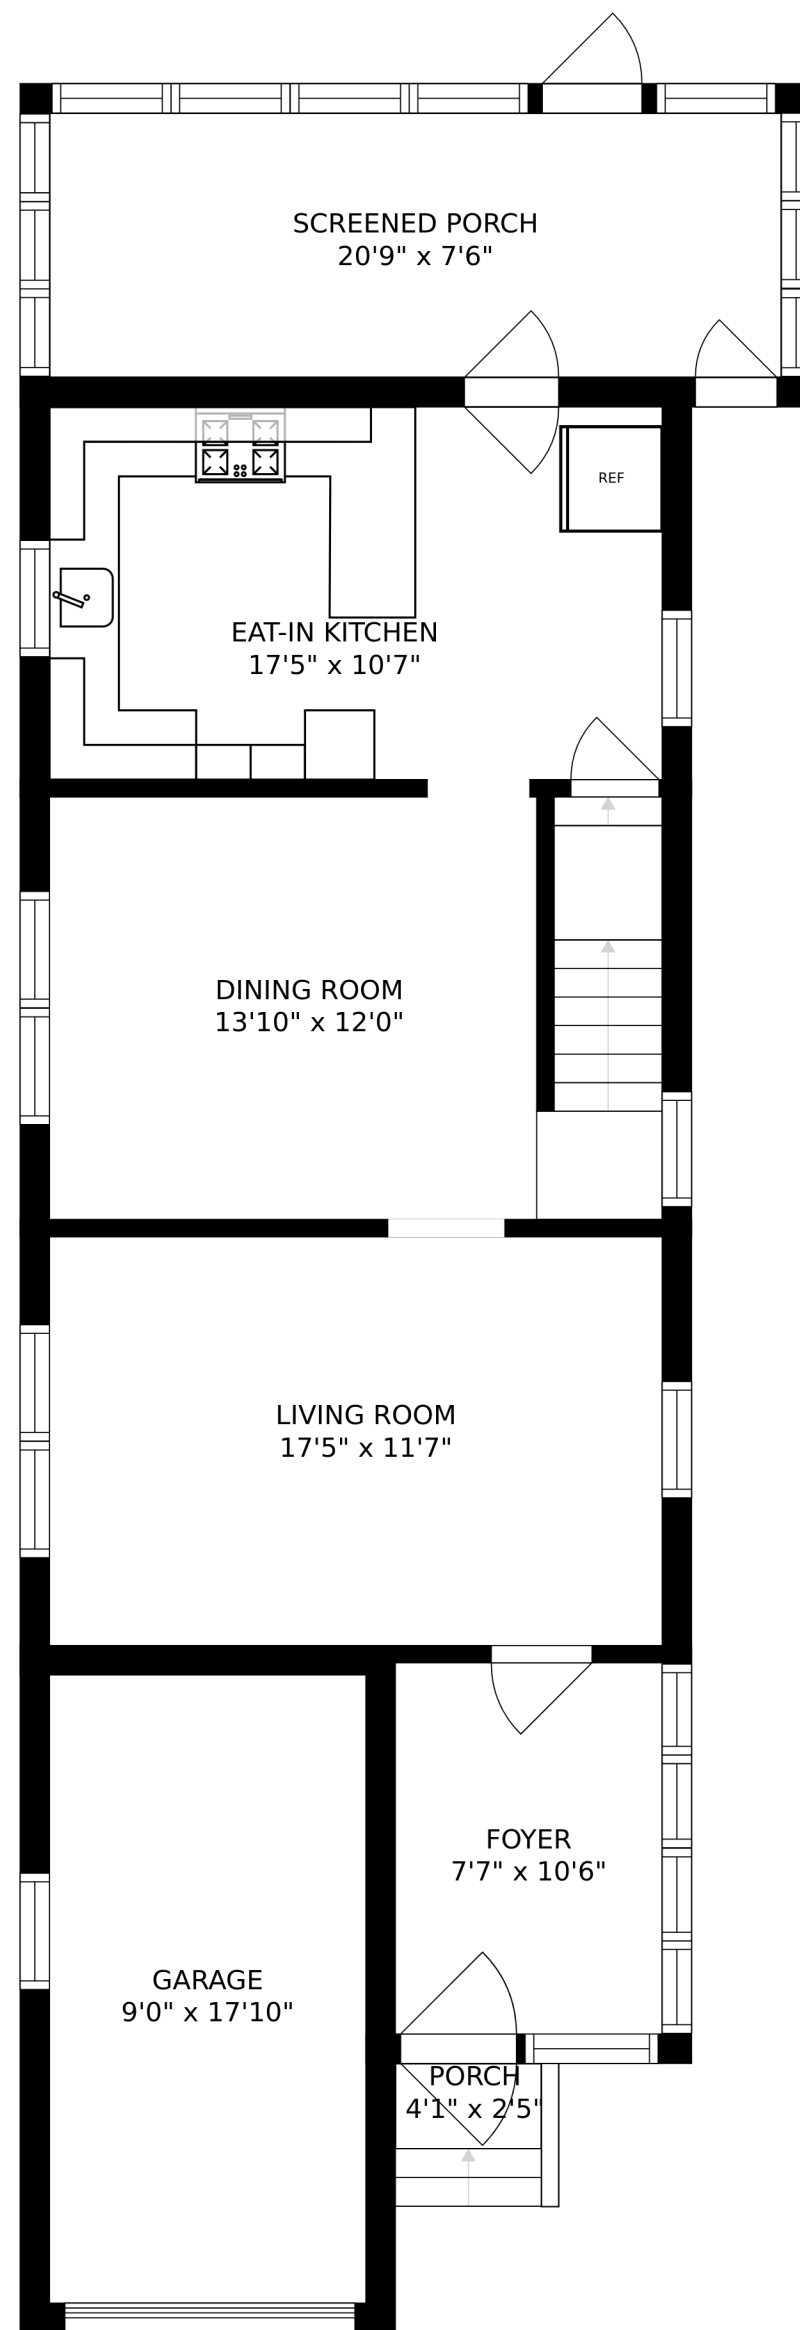 SCREENED PORCH
20'9" x 7'6"
REF
EAT-IN KITCHEN
17'5" x 10'7"
DINING ROOM
13'10" x 12'0"
LIVING ROOM
17'5" x 11'7"
FOYER
7'7" x 10'6"
GARAGE
9'0" x 17'10"
PORCH
4'1" x 2'5"